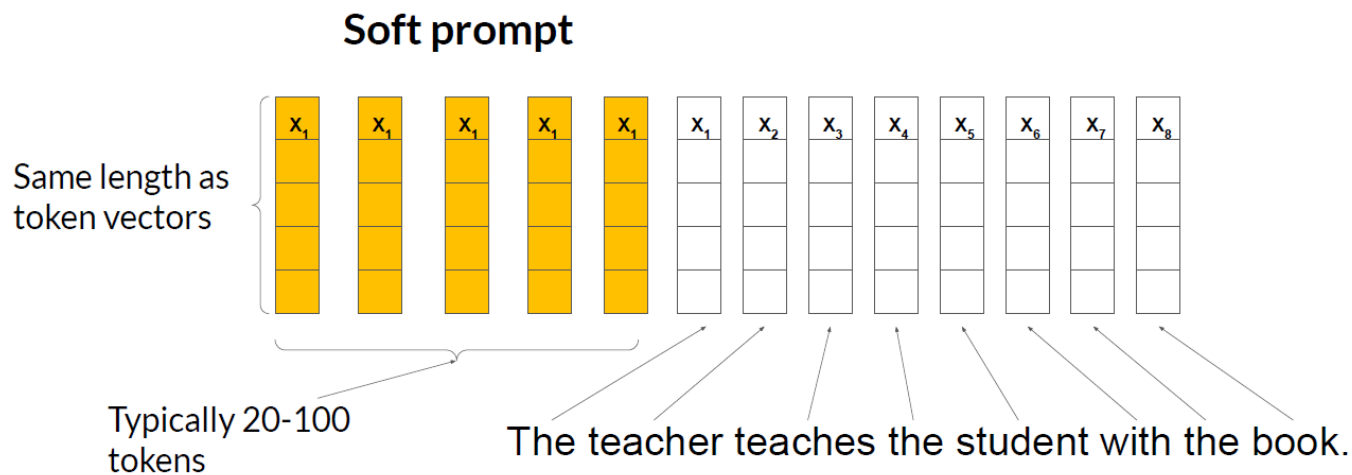 Soft prompt
X₁ X₁ X₁ X₁ X₁ X₁ X₂ X₃ X₄ X₅ X₆ X₇ X₈
Same length as
token vectors
Typically 20-100
tokens
The teacher teaches the student with the book.